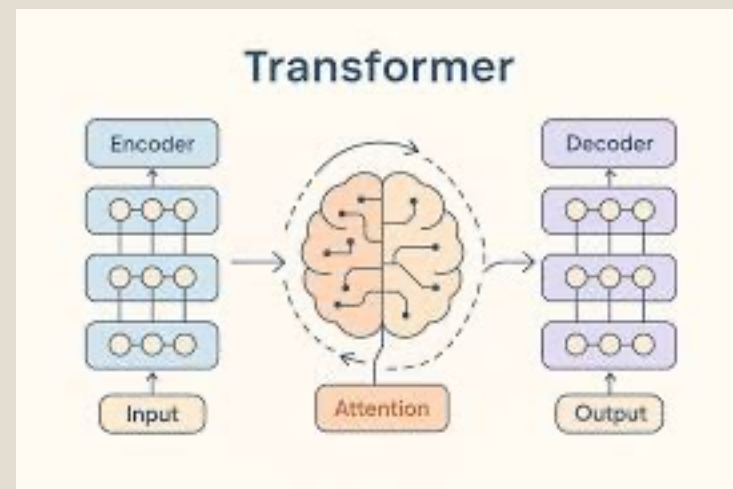 Transformer
Encoder
Decoder
Input
Attention
Output